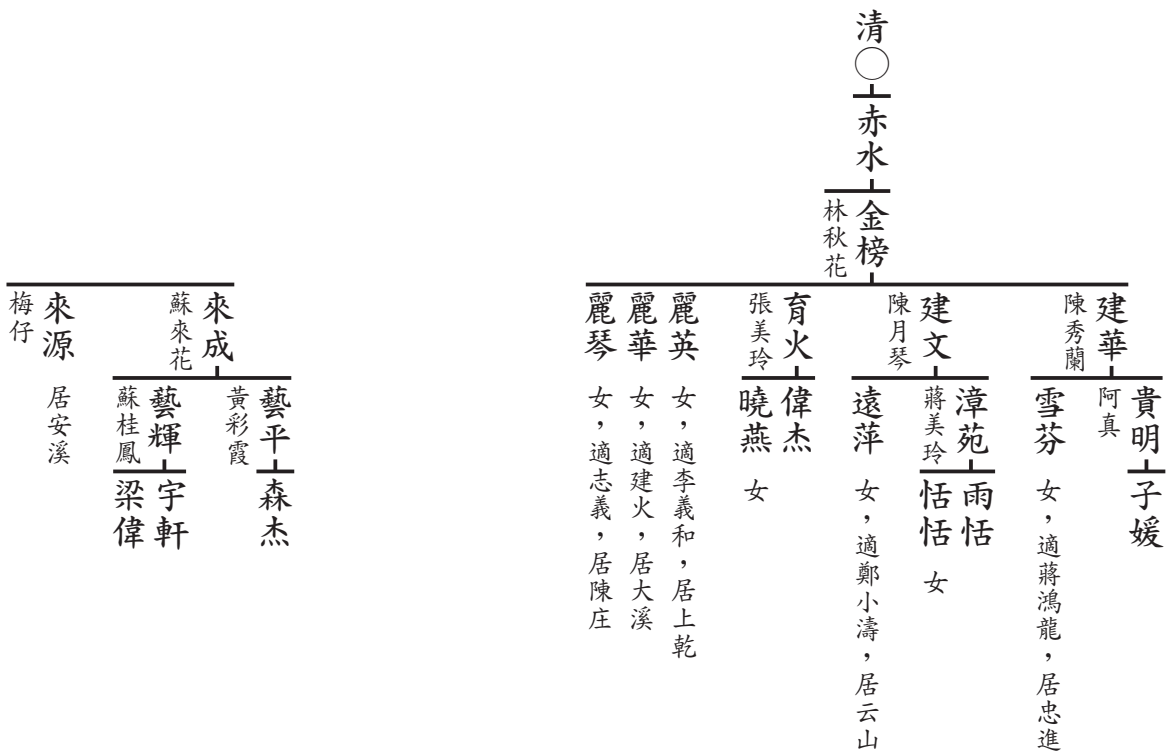 清○
赤水
金榜
林秋花
建華
陳秀蘭
貴明
阿真
子媛
雪芬 女，適蔣鴻龍，居忠進
建文
陳月琴
漳苑
蔣美玲
雨恬
恬恬 女
遠萍 女，適鄭小濤，居云山
育火
張美玲
偉杰
曉燕 女
麗英 女，適李義和，居上乾
麗華 女，適建火，居大溪
麗琴 女，適志義，居陳庄
來成
蘇來花
藝平
黃彩霞
森杰
藝輝
蘇桂鳳
宇軒
梁偉
來源 居安溪
梅仔